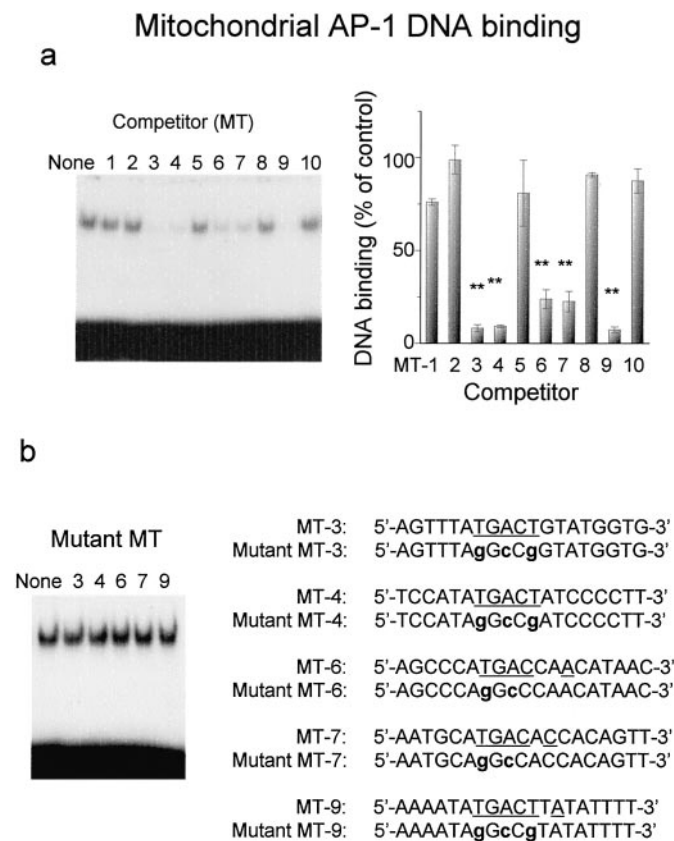 Mitochondrial AP-1 DNA binding
a
Competitor (MT)
None 1 2 3 4 5 6 7 8 9 10
DNA binding (% of control)
100
50
0
** ** ** ** **
MT-1 2 3 4 5 6 7 8 9 10
Competitor
b
Mutant MT
None 3 4 6 7 9
MT-3: 5'-AGTTTATGACTGTATGGTG-3'
Mutant MT-3: 5'-AGTTTAgGcCgGTATGGTG-3'
MT-4: 5'-TCCATATGACTATCCCCTT-3'
Mutant MT-4: 5'-TCCATAgGcCgATCCCCTT-3'
MT-6: 5'-AGCCCATGACCAACATAAC-3'
Mutant MT-6: 5'-AGCCCAgGcCCAACATAAC-3'
MT-7: 5'-AATGCATGACACCACAGTT-3'
Mutant MT-7: 5'-AATGCAgGcCACCACAGTT-3'
MT-9: 5'-AAAATATGACTTATATTTT-3'
Mutant MT-9: 5'-AAAATAgGcCgTATATTTT-3'